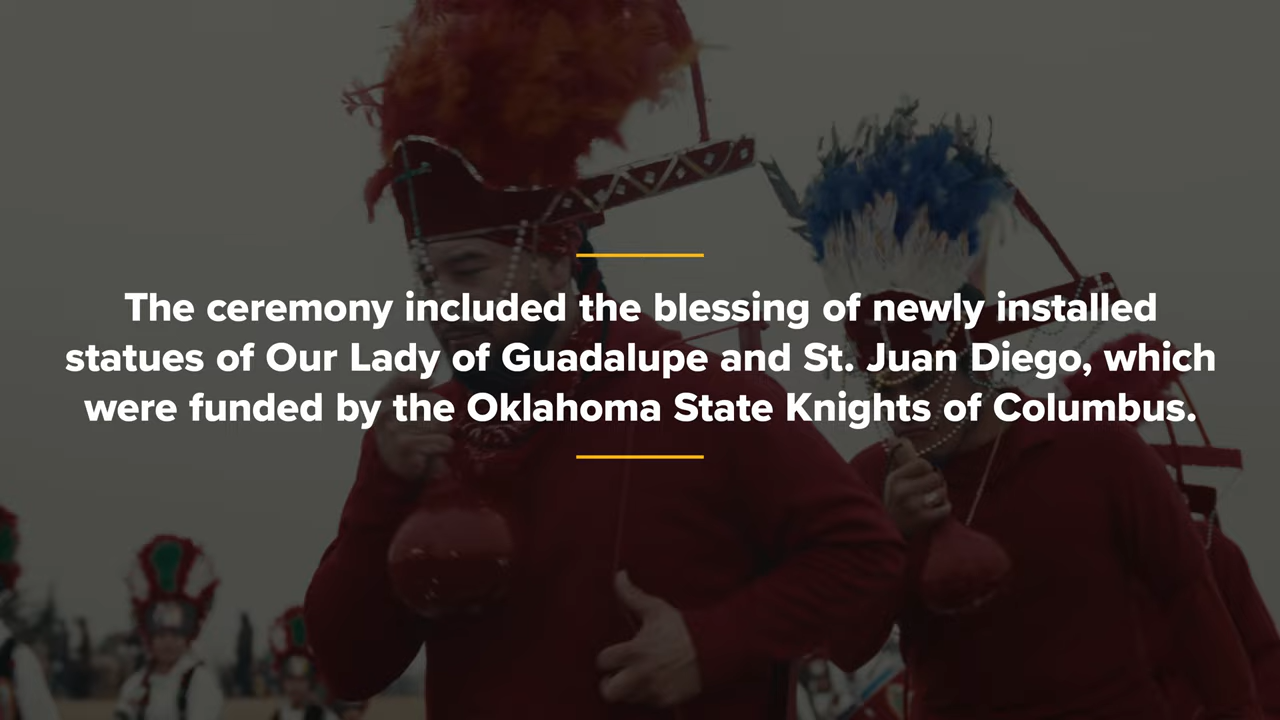 The ceremony included the blessing of newly installed
statues of Our Lady of Guadalupe and St. Juan Diego, which
were funded by the Oklahoma State Knights of Columbus.